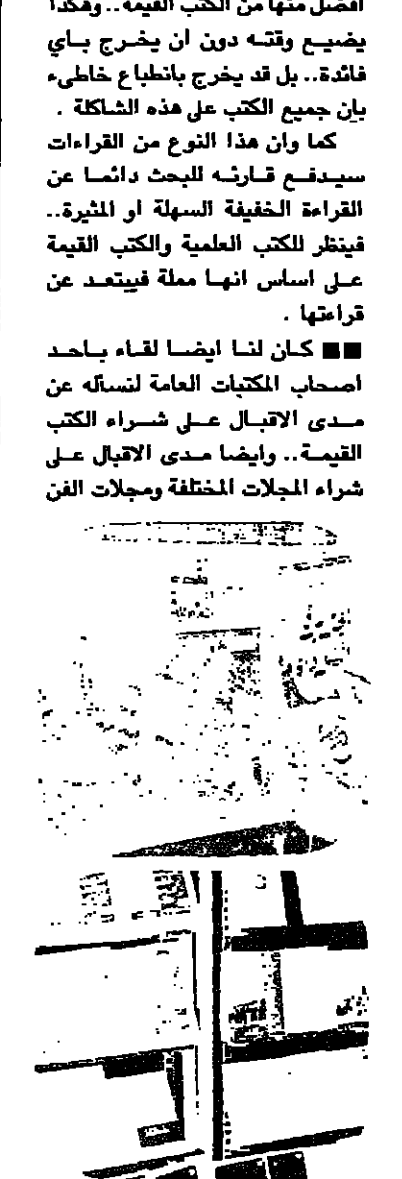 افضل منها من الكتب القيمة.. وهكذا
يضيع وقته دون ان يخرج باي
فائدة.. بل قد يخرج بانطباع خاطىء
بان جميع الكتب على هذه الشاكلة .
كما وان هذا النوع من القراءات
سيدفع قارئه للبحث دائما عن
القراءة الخفيفة السهلة او المثيرة..
فينظر للكتب العلمية والكتب القيمة
على اساس انها مملة فيبتعد عن
قراءتها .
■■ كان لنا ايضا لقاء باحد
اصحاب المكتبات العامة لنسأله عن
مدى الاقبال على شراء الكتب
القيمة.. وايضا مدى الاقبال على
شراء المجلات المختلفة ومجلات الفن